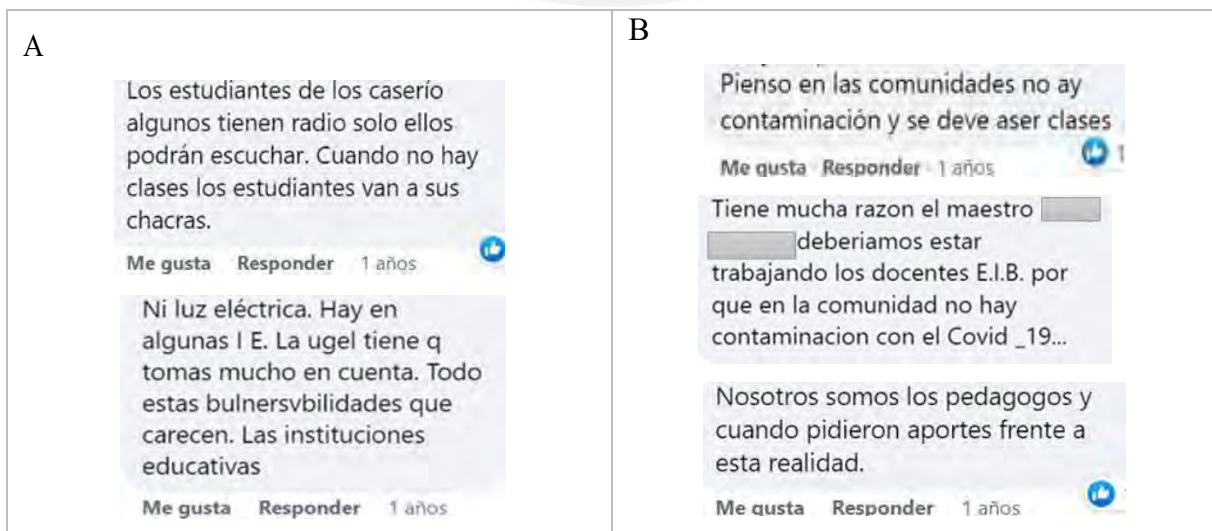 A
Los estudiantes de los caserío
algunos tienen radio solo ellos
podrán escuchar. Cuando no hay
clases los estudiantes van a sus
chacras.
Me gusta Responder 1 años
Ni luz eléctrica. Hay en
algunas I E. La ugel tiene q
tomas mucho en cuenta. Todo
estas bulnersvbilidades que
carecen. Las instituciones
educativas
Me gusta Responder 1 años
B
Pienso en las comunidades no ay
contaminación y se deve aser clases
1
Me gusta · Responder · 1 años
Tiene mucha razon el maestro
deberiamos estar
trabajando los docentes E.I.B. por
que en la comunidad no hay
contaminacion con el Covid _19...
Nosotros somos los pedagogos y
cuando pidieron aportes frente a
esta realidad.
Me gusta Responder 1 años